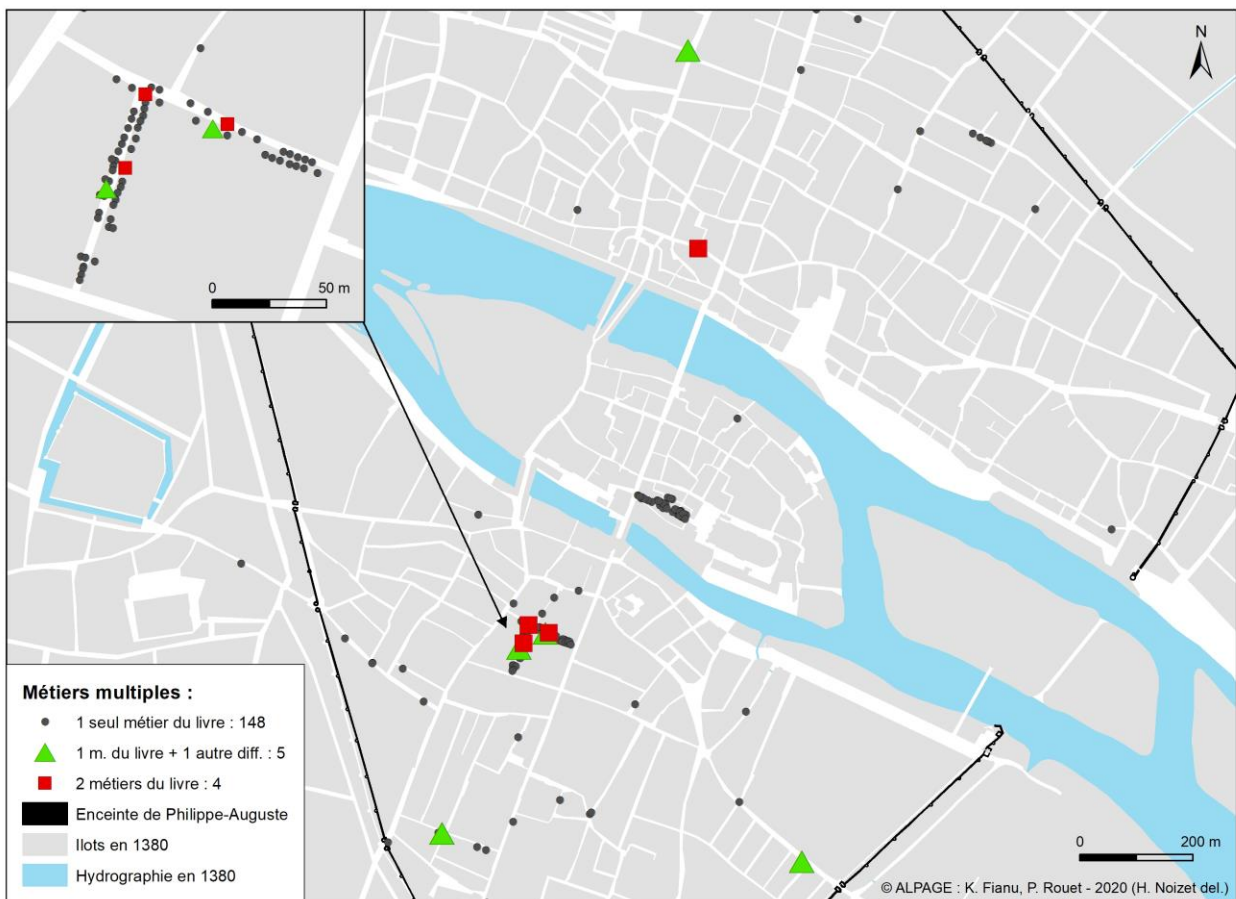 N
0 50 m
Métiers multiples :
1 seul métier du livre : 148
1 m. du livre + 1 autre diff. : 5
2 métiers du livre : 4
Enceinte de Philippe-Auguste
Ilots en 1380
Hydrographie en 1380
0 200 m
© ALPAGE : K. Fianu, P. Rouet - 2020 (H. Noizet del.)